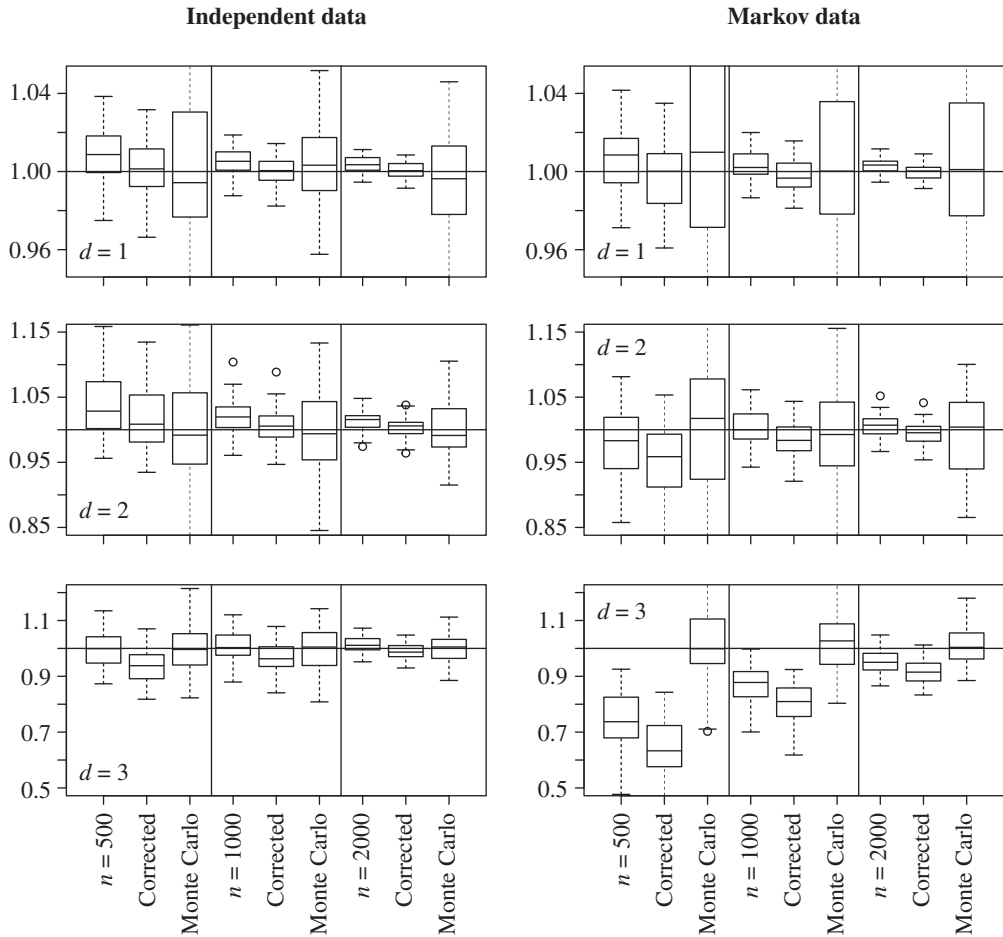 Independent data
Markov data
1.04
1.00
0.96
d = 1
1.04
1.00
0.96
d = 1
1.15
1.05
0.95
0.85
d = 2
1.15
1.05
0.95
0.85
d = 2
1.1
0.9
0.7
0.5
d = 3
1.1
0.9
0.7
0.5
d = 3
n = 500
Corrected
Monte Carlo
n = 1000
Corrected
Monte Carlo
n = 2000
Corrected
Monte Carlo
n = 500
Corrected
Monte Carlo
n = 1000
Corrected
Monte Carlo
n = 2000
Corrected
Monte Carlo